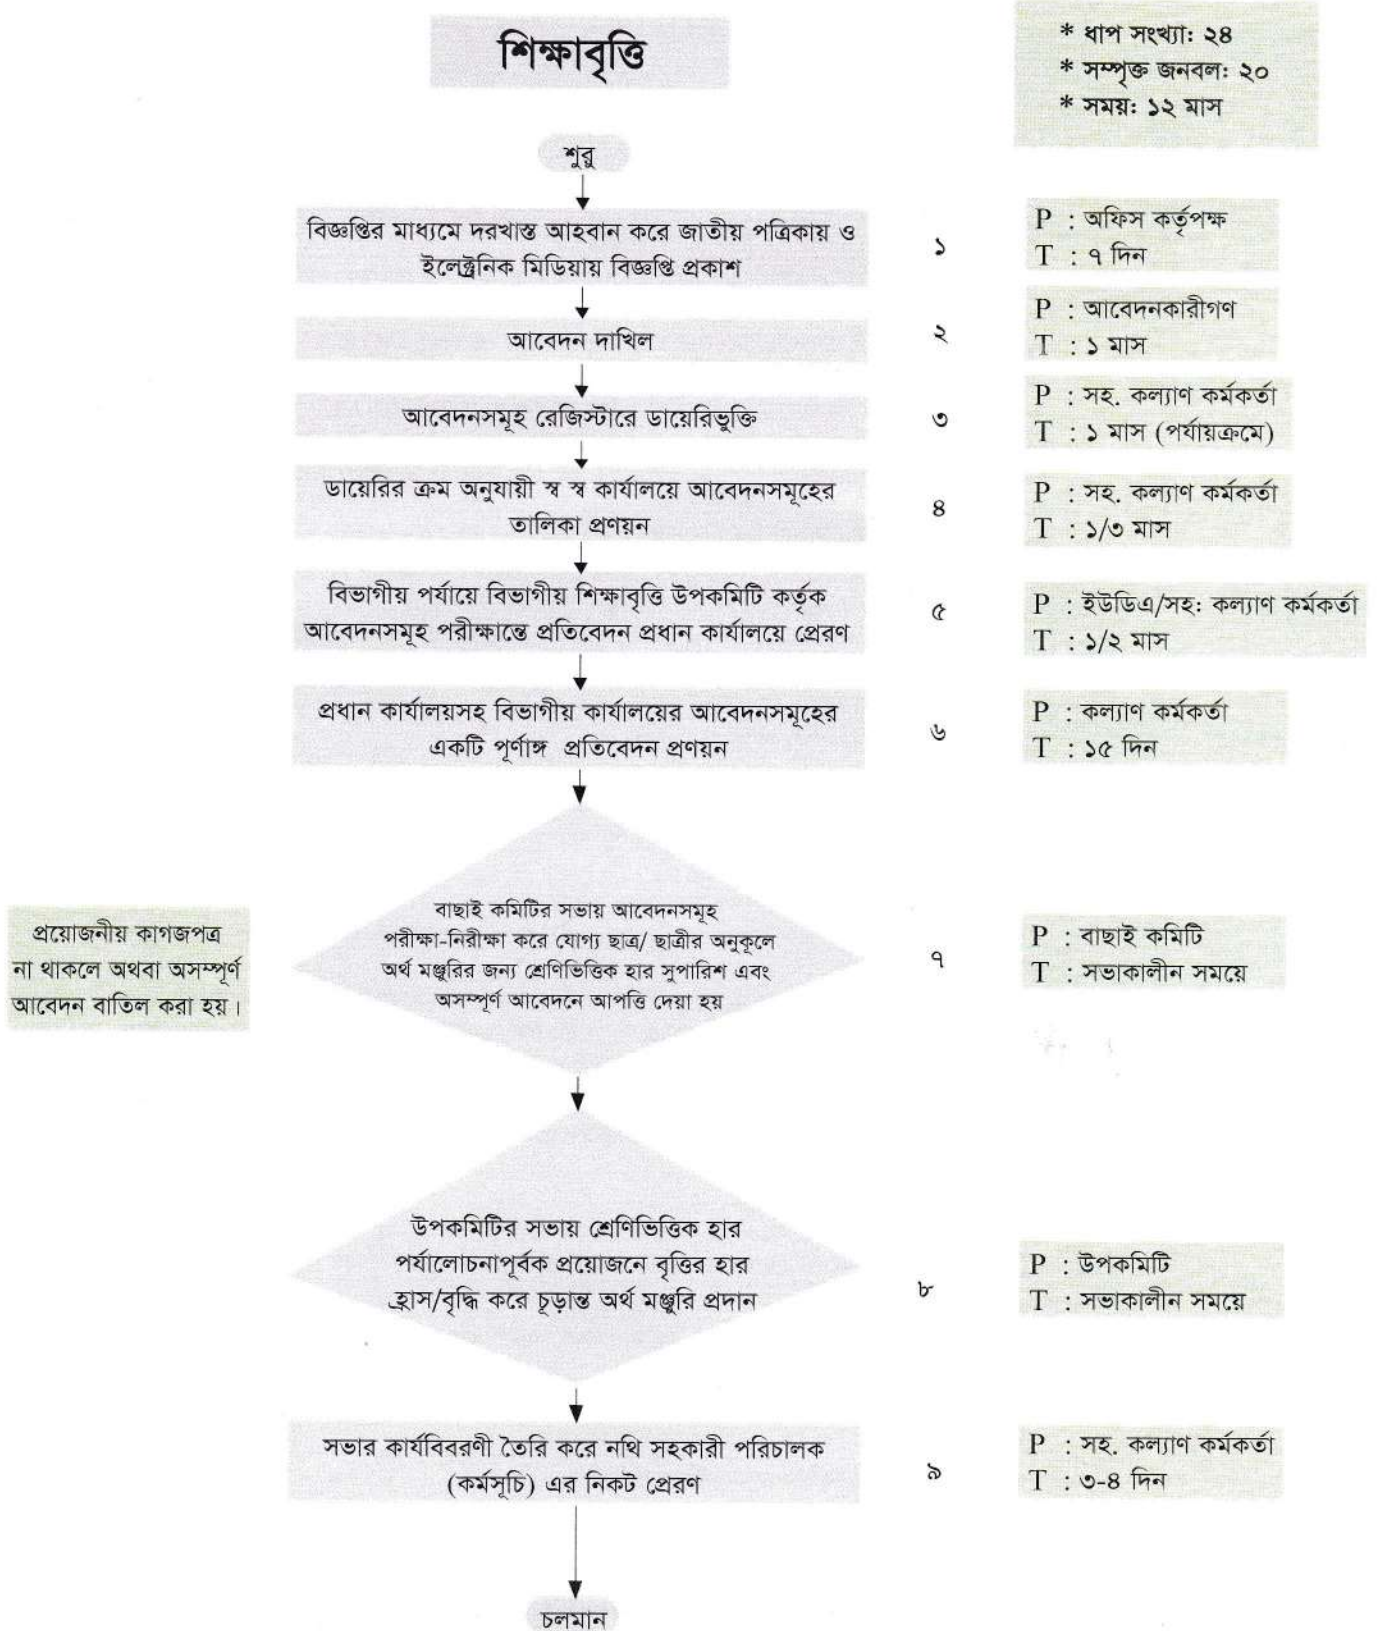 শিক্ষাবৃত্তি
* ধাপ সংখ্যা: ২৪
* সম্পৃক্ত জনবল: ২০
* সময়: ১২ মাস
শুরু
বিজ্ঞপ্তির মাধ্যমে দরখাস্ত আহবান করে জাতীয় পত্রিকায় ও
ইলেক্ট্রনিক মিডিয়ায় বিজ্ঞপ্তি প্রকাশ
১
P : অফিস কর্তৃপক্ষ
T : ৭ দিন
আবেদন দাখিল
২
P : আবেদনকারীগণ
T : ১ মাস
আবেদনসমূহ রেজিস্টারে ডায়েরিভুক্তি
৩
P : সহ. কল্যাণ কর্মকর্তা
T : ১ মাস (পর্যায়ক্রমে)
ডায়েরির ক্রম অনুযায়ী স্ব স্ব কার্যালয়ে আবেদনসমূহের
তালিকা প্রণয়ন
৪
P : সহ. কল্যাণ কর্মকর্তা
T : ১/৩ মাস
বিভাগীয় পর্যায়ে বিভাগীয় শিক্ষাবৃত্তি উপকমিটি কর্তৃক
আবেদনসমূহ পরীক্ষান্তে প্রতিবেদন প্রধান কার্যালয়ে প্রেরণ
৫
P : ইউডিএ/সহ: কল্যাণ কর্মকর্তা
T : ১/২ মাস
প্রধান কার্যালয়সহ বিভাগীয় কার্যালয়ের আবেদনসমূহের
একটি পূর্ণাঙ্গ প্রতিবেদন প্রণয়ন
৬
P : কল্যাণ কর্মকর্তা
T : ১৫ দিন
প্রয়োজনীয় কাগজপত্র
না থাকলে অথবা অসম্পূর্ণ
আবেদন বাতিল করা হয়।
বাছাই কমিটির সভায় আবেদনসমূহ
পরীক্ষা-নিরীক্ষা করে যোগ্য ছাত্র/ ছাত্রীর অনুকূলে
অর্থ মঞ্জুরির জন্য শ্রেণিভিত্তিক হার সুপারিশ এবং
অসম্পূর্ণ আবেদনে আপত্তি দেয়া হয়
৭
P : বাছাই কমিটি
T : সভাকালীন সময়ে
উপকমিটির সভায় শ্রেণিভিত্তিক হার
পর্যালোচনাপূর্বক প্রয়োজনে বৃত্তির হার
হ্রাস/বৃদ্ধি করে চূড়ান্ত অর্থ মঞ্জুরি প্রদান
৮
P : উপকমিটি
T : সভাকালীন সময়ে
সভার কার্যবিবরণী তৈরি করে নথি সহকারী পরিচালক
(কর্মসূচি) এর নিকট প্রেরণ
৯
P : সহ. কল্যাণ কর্মকর্তা
T : ৩-৪ দিন
চলমান